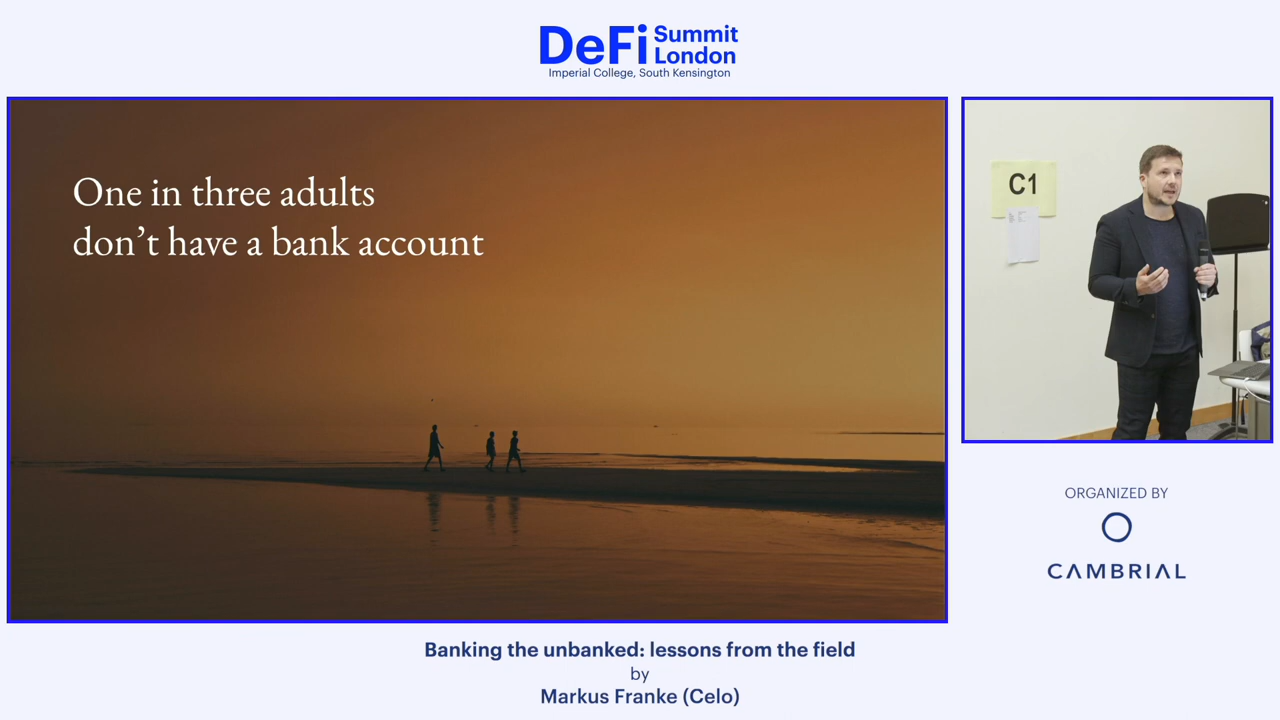 DeFi Summit
London
Imperial College, South Kensington
One in three adults
don’t have a bank account
C1
ORGANIZED BY
CAMBRIAL
Banking the unbanked: lessons from the field
by
Markus Franke (Celo)